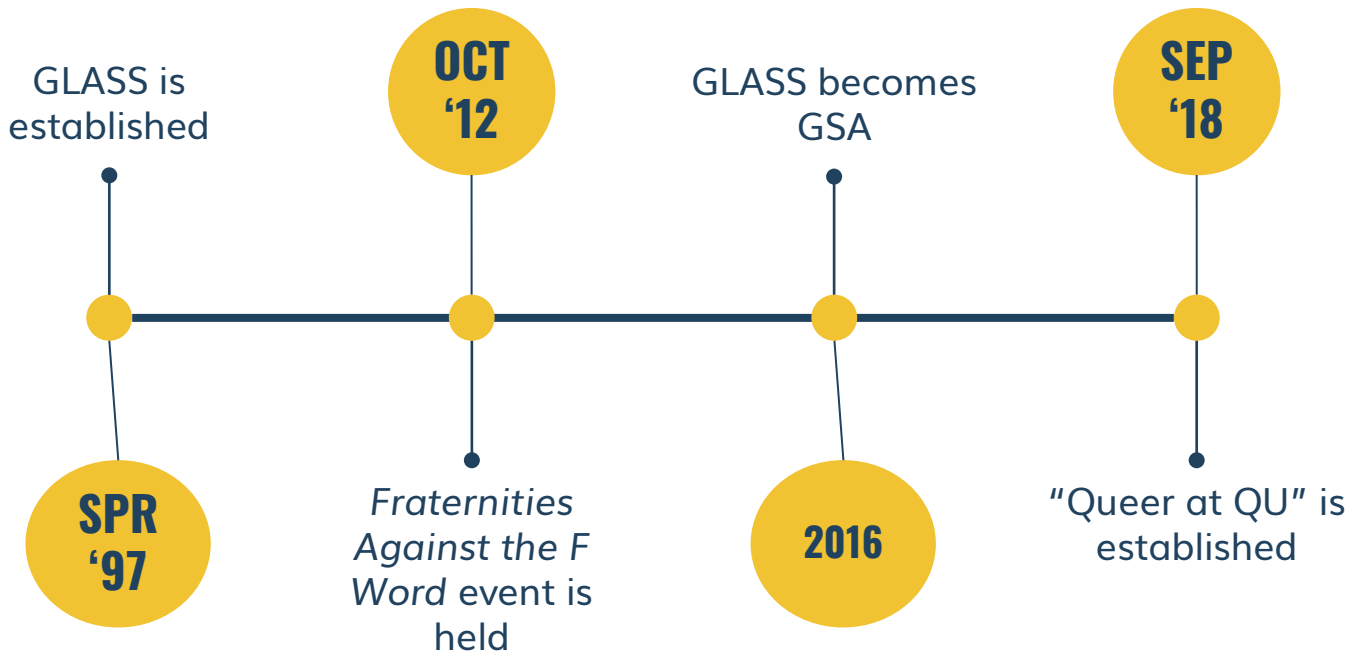 GLASS is
established
SPR
‘97
OCT
‘12
Fraternities
Against the F
Word event is
held
GLASS becomes
GSA
2016
SEP
‘18
“Queer at QU” is
established